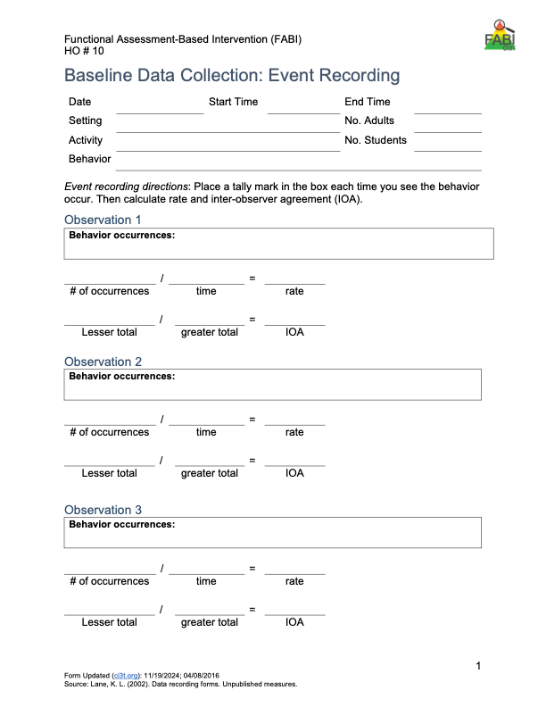 Functional Assessment-Based Intervention (FABI)
HO # 10
FABI
Baseline Data Collection: Event Recording
Date Start Time End Time
Setting No. Adults
Activity No. Students
Behavior
Event recording directions: Place a tally mark in the box each time you see the behavior
occur. Then calculate rate and inter-observer agreement (IOA).
Observation 1
Behavior occurrences:
/ =
# of occurrences time rate
/ =
Lesser total greater total IOA
Observation 2
Behavior occurrences:
/ =
# of occurrences time rate
/ =
Lesser total greater total IOA
Observation 3
Behavior occurrences:
/ =
# of occurrences time rate
/ =
Lesser total greater total IOA
1
Form Updated (ci3t.org): 11/19/2024; 04/08/2016
Source: Lane, K. L. (2002). Data recording forms. Unpublished measures.